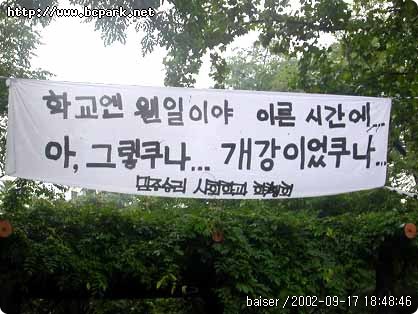 http://www.bcpark.net
학교엔 웬일이야 이른 시간에...
아, 그렇쿠나... 개강이었쿠나...
민주수리 사회학과 학생회
baiser / 2002-09-17 18:48:46